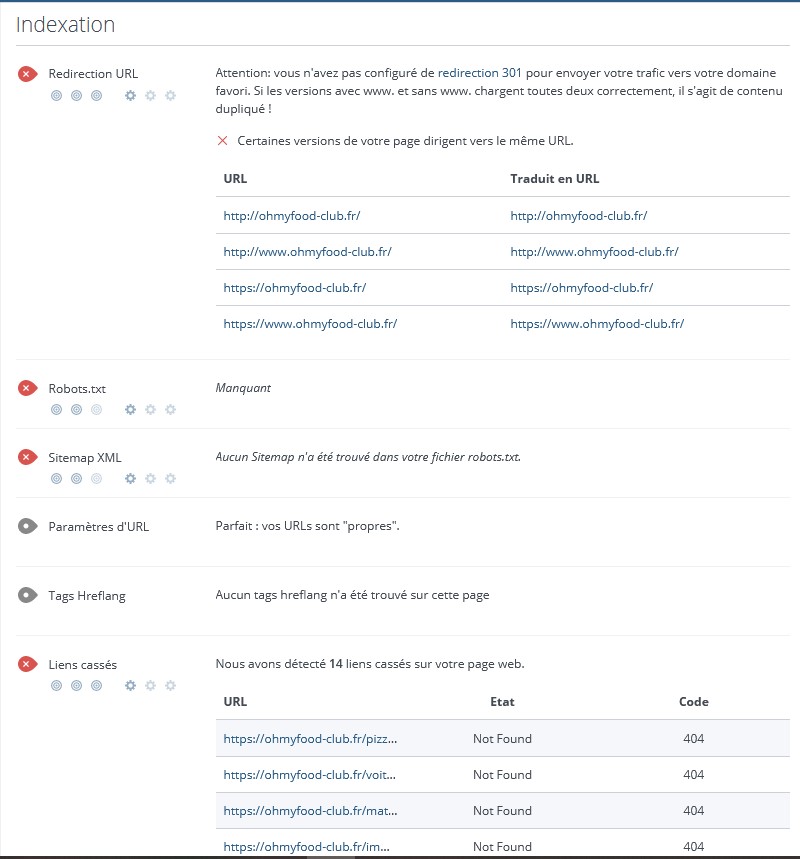 Indexation
Redirection URL
Attention: vous n'avez pas configuré de redirection 301 pour envoyer votre trafic vers votre domaine
favori. Si les versions avec www. et sans www. chargent toutes deux correctement, il s'agit de contenu
dupliqué !
Certaines versions de votre page dirigent vers le même URL.
URL Traduit en URL
http://ohmyfood-club.fr/ http://ohmyfood-club.fr/
http://www.ohmyfood-club.fr/ http://www.ohmyfood-club.fr/
https://ohmyfood-club.fr/ https://ohmyfood-club.fr/
https://www.ohmyfood-club.fr/ https://www.ohmyfood-club.fr/
Robots.txt Manquant
Sitemap XML Aucun Sitemap n'a été trouvé dans votre fichier robots.txt.
Paramètres d'URL Parfait : vos URLs sont "propres".
Tags Hreflang Aucun tags hreflang n'a été trouvé sur cette page
Liens cassés Nous avons détecté 14 liens cassés sur votre page web.
URL Etat Code
https://ohmyfood-club.fr/pizz... Not Found 404
https://ohmyfood-club.fr/voit... Not Found 404
https://ohmyfood-club.fr/mat... Not Found 404
https://ohmyfood-club.fr/im... Not Found 404